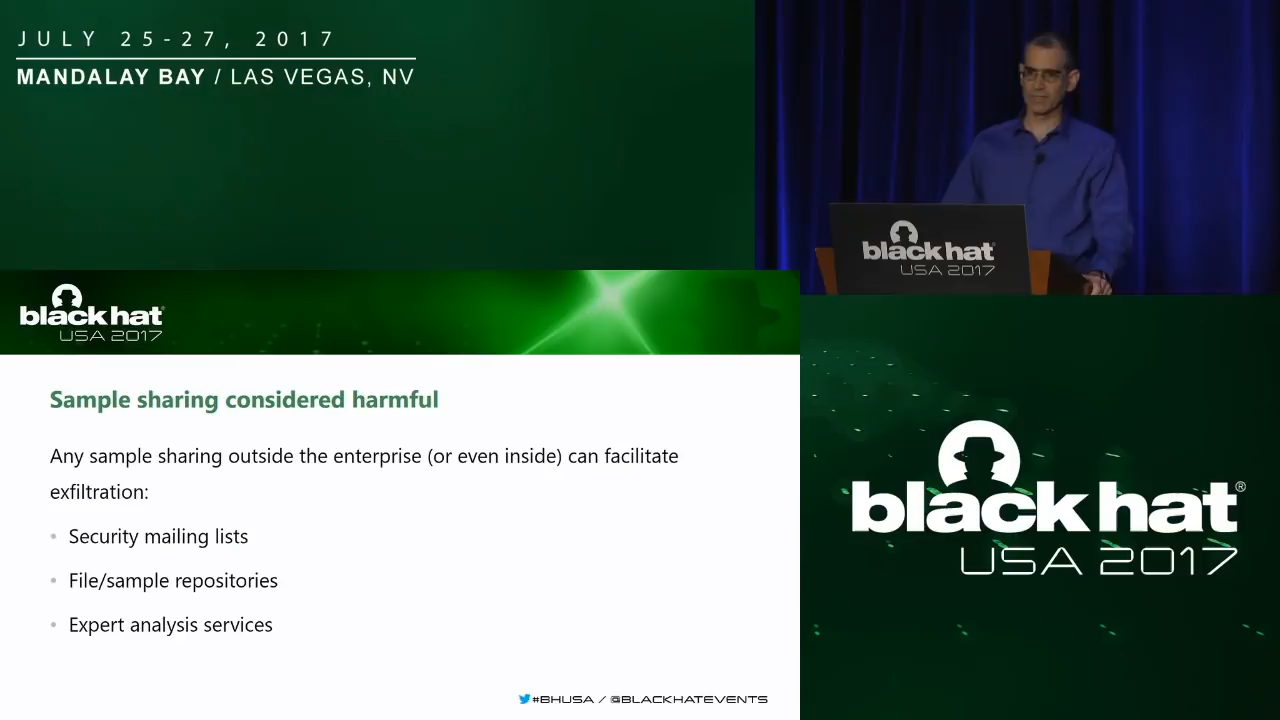 JULY 25-27, 2017
MANDALAY BAY / LAS VEGAS, NV
black hat
USA 2017
black hat
USA 2017
Sample sharing considered harmful
Any sample sharing outside the enterprise (or even inside) can facilitate
exfiltration:
• Security mailing lists
• File/sample repositories
• Expert analysis services
#BHUSA / @BLACKHATEVENTS
black hat®
USA 2017